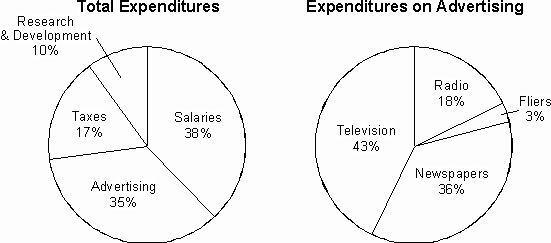 Total Expenditures
Research
& Development
10%
Taxes
17%
Salaries
38%
Advertising
35%
Expenditures on Advertising
Radio
18%
Fliers
3%
Television
43%
Newspapers
36%